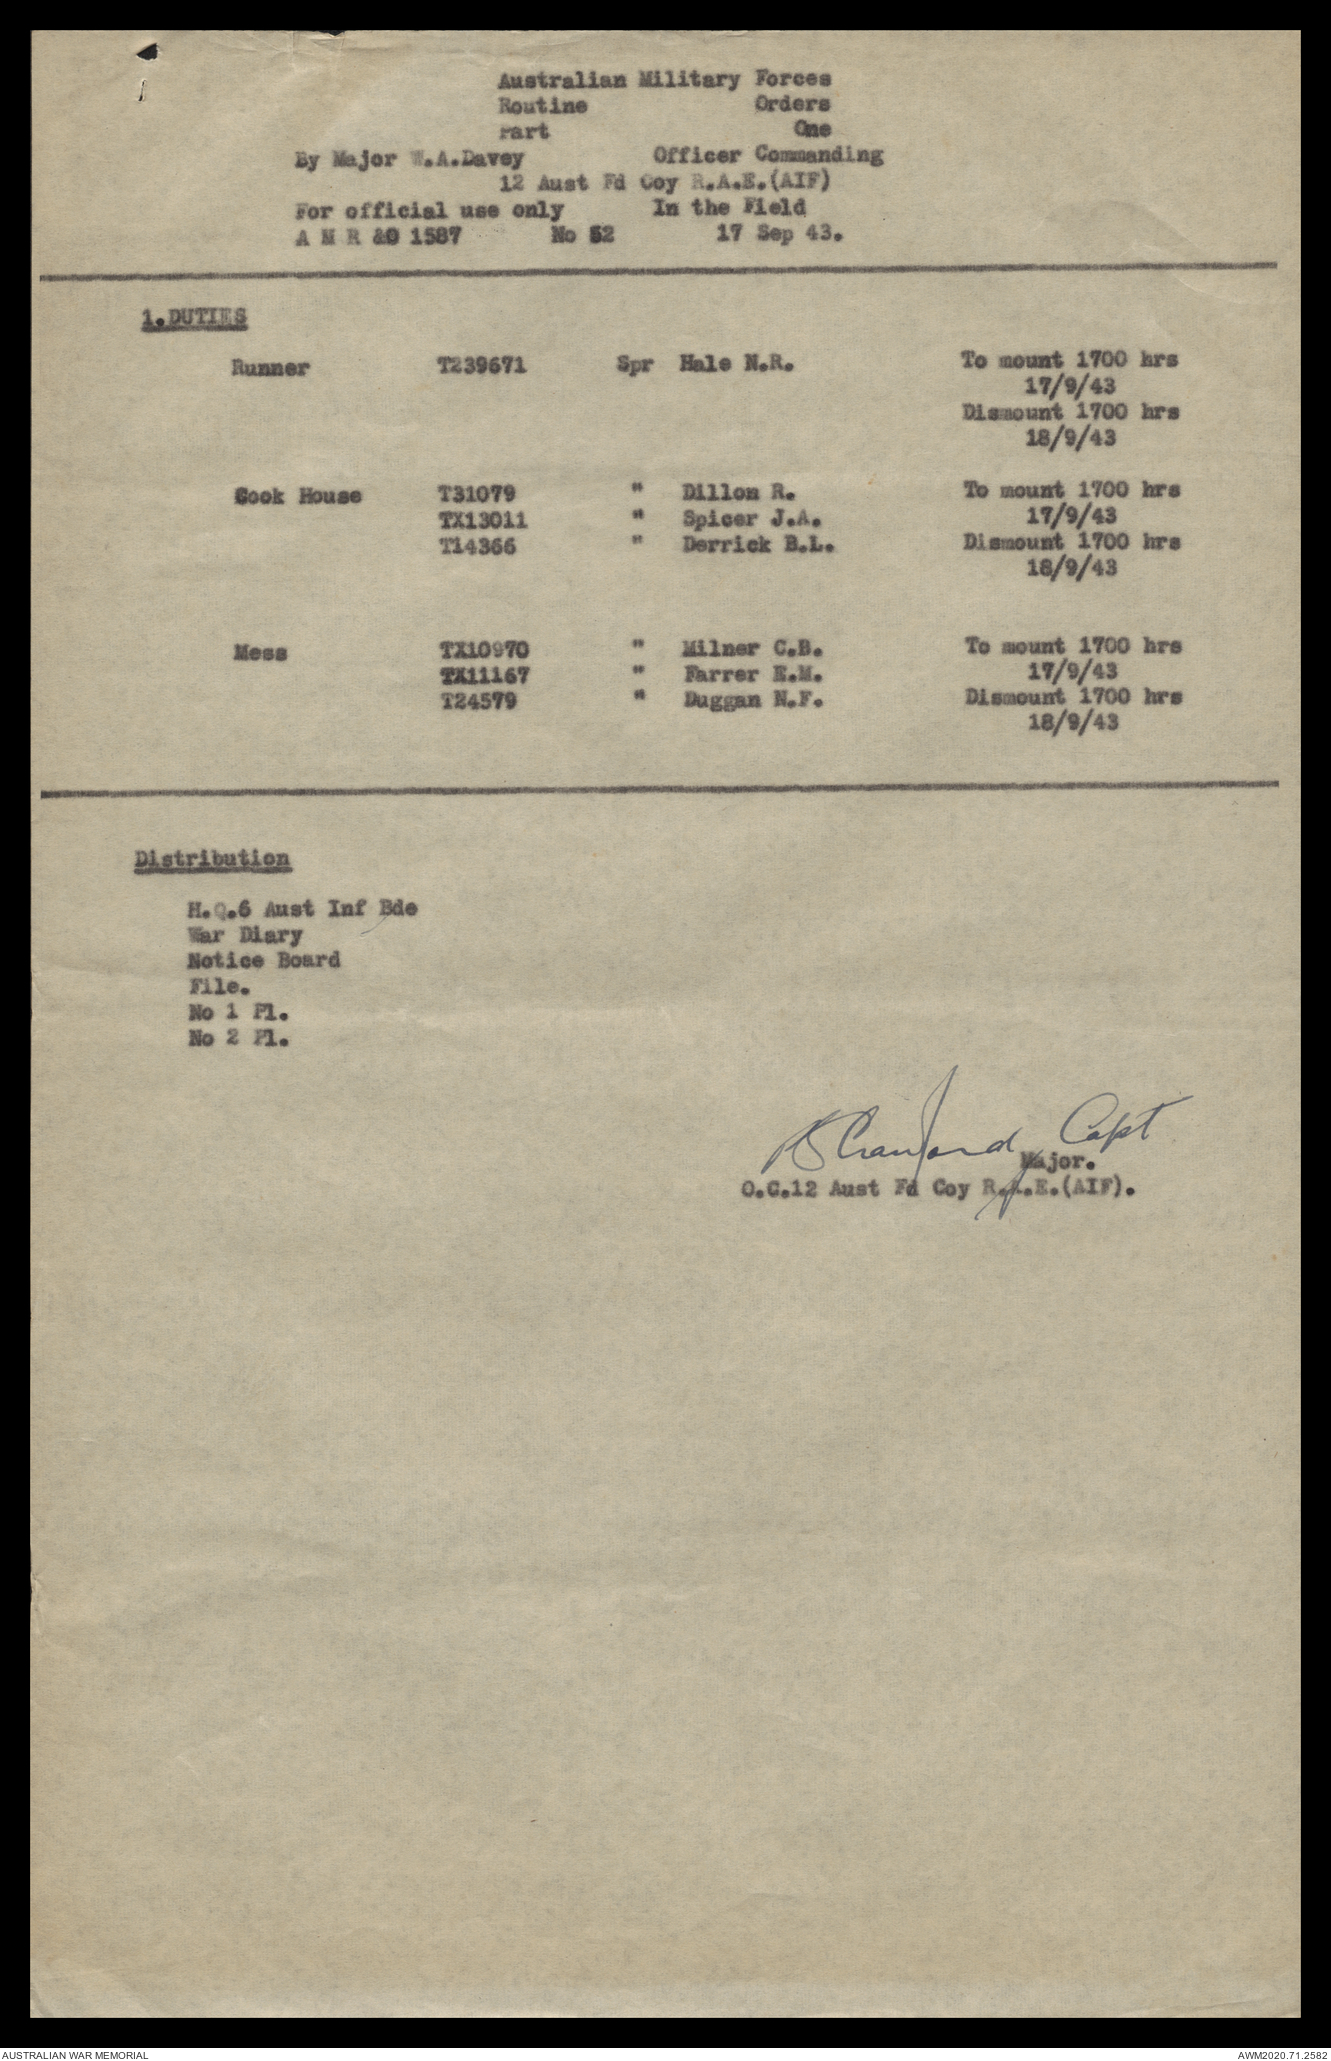 Australian Military Forces
Routine Orders
Part One
By Major W.A.Davey Officer Commanding
12 Aust Fd Coy R.A.E.(AIF)
For official use only In the Field
A M R &O 1587 No 52 17 Sep 43.
1.DUTIES
Runner T239671 Spr Hale N.R. To mount 1700 hrs
17/9/43
Dismount 1700 hrs
18/9/43
Cook House T31079 " Dillon R. To mount 1700 hrs
TX13011 " Spicer J.A. 17/9/43
T14366 " Derrick B.L. Dismount 1700 hrs
18/9/43
Mess TX10970 " Milner C.B. To mount 1700 hrs
TX11167 " Farrer E.M. 17/9/43
T24579 " Duggan N.F. Dismount 1700 hrs
18/9/43
Distribution
H.Q.6 Aust Inf Bde
War Diary
Notice Board
File.
No 1 Pl.
No 2 Pl.
Crawford Capt
Major.
O.C.12 Aust Fd Coy R.A.E.(AIF).
AUSTRALIAN WAR MEMORIAL AWM2020.71.2582